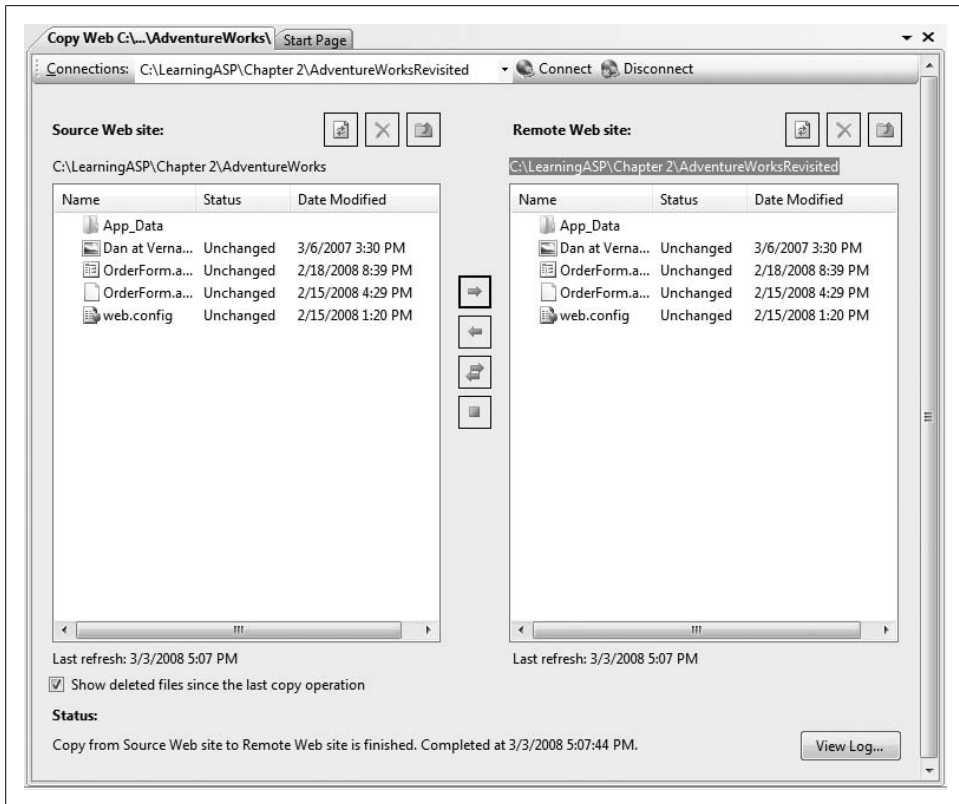 Copy Web C:\...\AdventureWorks\ Start Page
Connections: C:\LearningASP\Chapter 2\AdventureWorksRevisited Connect Disconnect
Source Web site: Remote Web site:
C:\LearningASP\Chapter 2\AdventureWorks C:\LearningASP\Chapter 2\AdventureWorksRevisited
Name Status Date Modified Name Status Date Modified
App_Data App_Data
Dan at Verna... Unchanged 3/6/2007 3:30 PM Dan at Verna... Unchanged 3/6/2007 3:30 PM
OrderForm.a... Unchanged 2/18/2008 8:39 PM OrderForm.a... Unchanged 2/18/2008 8:39 PM
OrderForm.a... Unchanged 2/15/2008 4:29 PM OrderForm.a... Unchanged 2/15/2008 4:29 PM
web.config Unchanged 2/15/2008 1:20 PM web.config Unchanged 2/15/2008 1:20 PM
Last refresh: 3/3/2008 5:07 PM Last refresh: 3/3/2008 5:07 PM
Show deleted files since the last copy operation
Status:
Copy from Source Web site to Remote Web site is finished. Completed at 3/3/2008 5:07:44 PM. View Log...